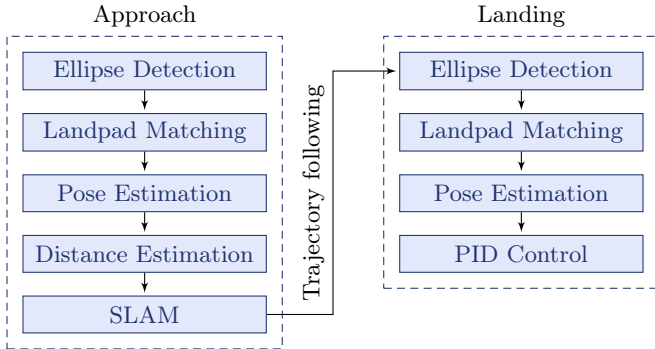 Approach
Ellipse Detection
Landpad Matching
Pose Estimation
Distance Estimation
SLAM
Trajectory following
Landing
Ellipse Detection
Landpad Matching
Pose Estimation
PID Control